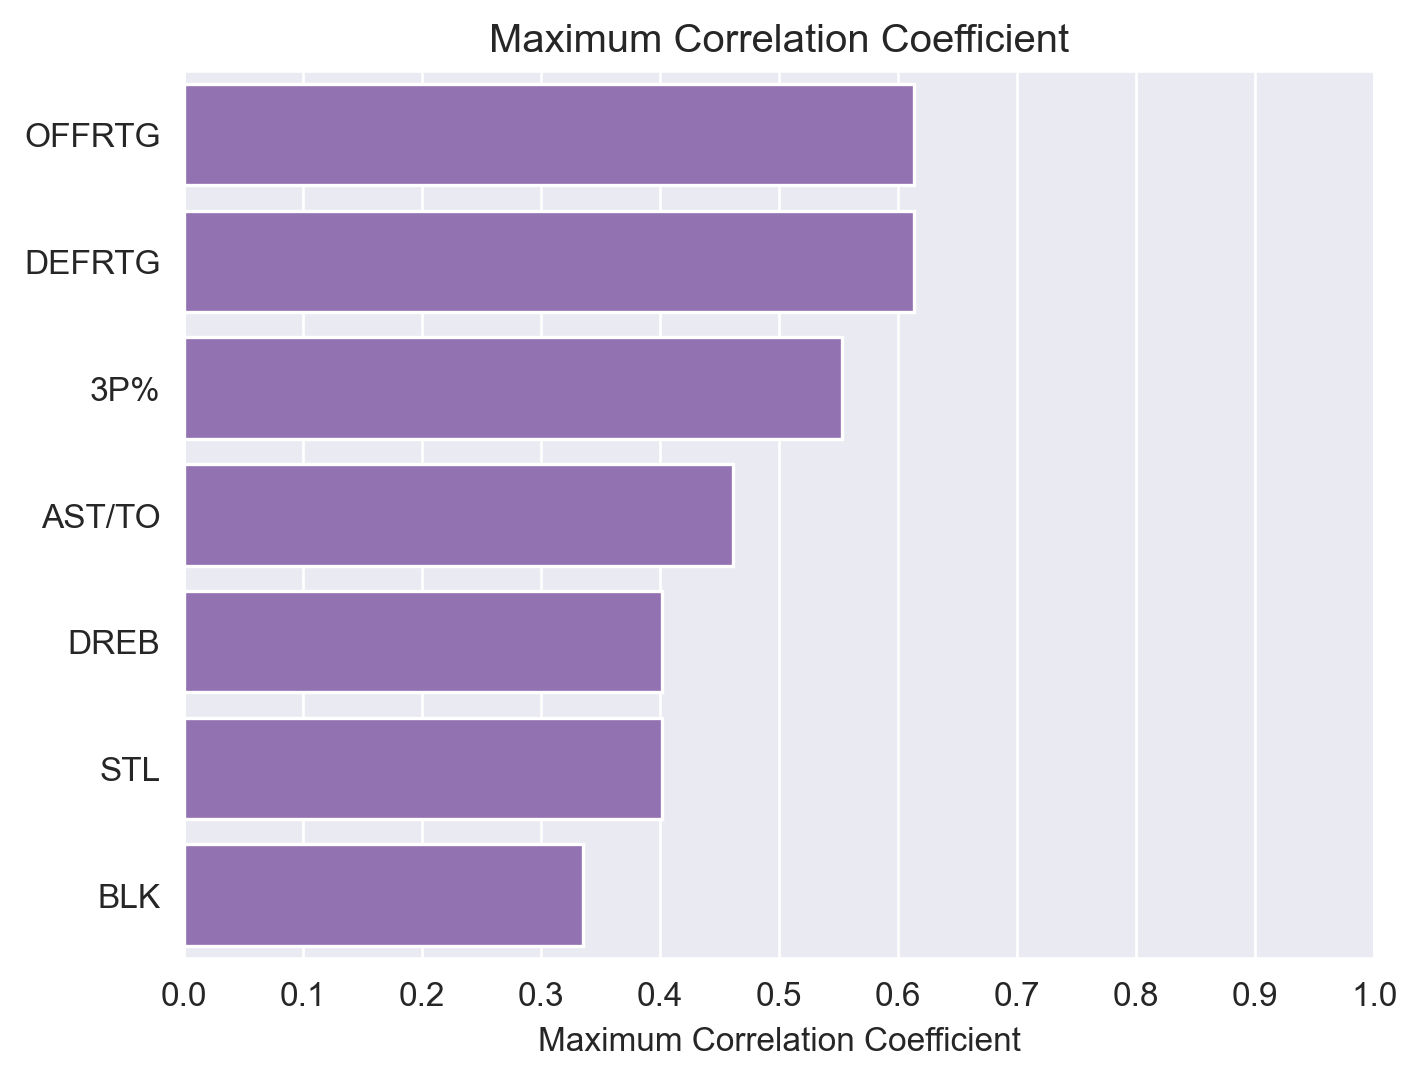 Maximum Correlation Coefficient
OFFRTG
DEFRTG
3P%
AST/TO
DREB
STL
BLK
0.0 0.1 0.2 0.3 0.4 0.5 0.6 0.7 0.8 0.9 1.0
Maximum Correlation Coefficient